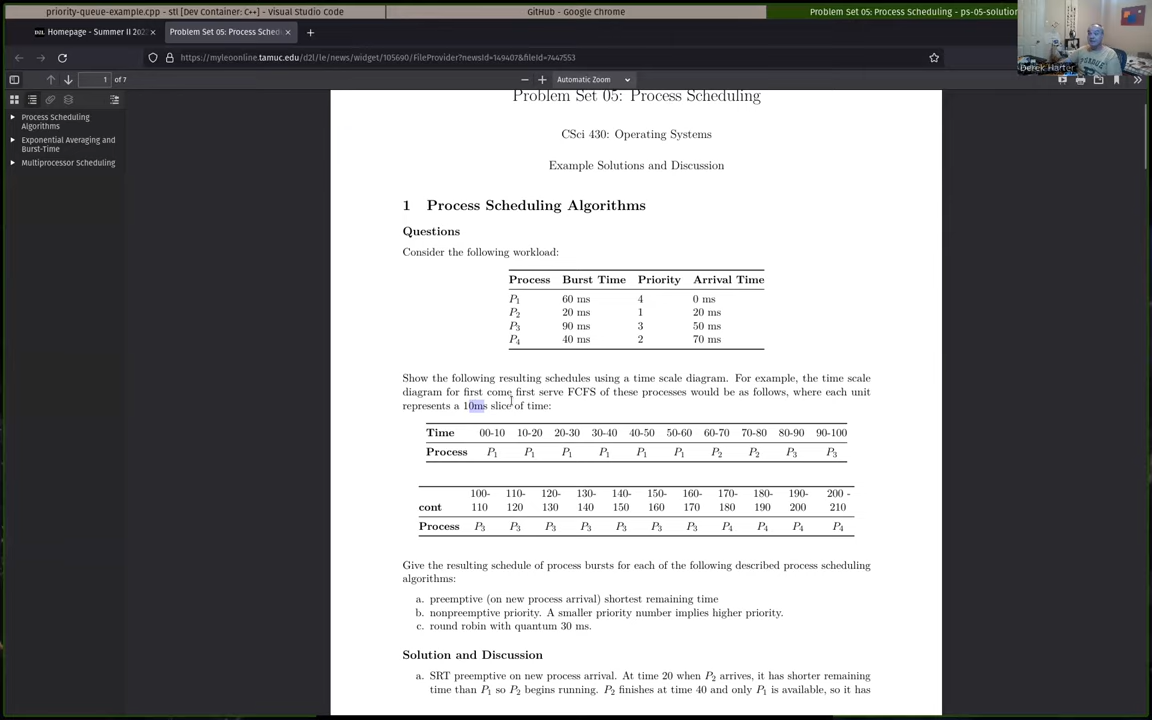 priority-queue-example.cpp - stl [Dev Container: C++] - Visual Studio Code
GitHub - Google Chrome
Problem Set 05: Process Scheduling - ps-05-solution
D2L Homepage - Summer II 202
Problem Set 05: Process Sched
https://myleoonline.tamuc.edu/d2l/le/news/widget/105690/FileProvider?newsId=149407&fileId=7447553
Derek Harter
1 of 7
Automatic Zoom
Process Scheduling
Algorithms
Exponential Averaging and
Burst-Time
Multiprocessor Scheduling
Problem Set 05: Process Scheduling
CSci 430: Operating Systems
Example Solutions and Discussion
1 Process Scheduling Algorithms
Questions
Consider the following workload:
Process Burst Time Priority Arrival Time
P1 60 ms 4 0 ms
P2 20 ms 1 20 ms
P3 90 ms 3 50 ms
P4 40 ms 2 70 ms
Show the following resulting schedules using a time scale diagram. For example, the time scale
diagram for first come first serve FCFS of these processes would be as follows, where each unit
represents a 10ms slice of time:
Time 00-10 10-20 20-30 30-40 40-50 50-60 60-70 70-80 80-90 90-100
Process P1 P1 P1 P1 P1 P1 P2 P2 P3 P3
100- 110- 120- 130- 140- 150- 160- 170- 180- 190- 200 -
cont 110 120 130 140 150 160 170 180 190 200 210
Process P3 P3 P3 P3 P3 P3 P3 P4 P4 P4 P4
Give the resulting schedule of process bursts for each of the following described process scheduling
algorithms:
a. preemptive (on new process arrival) shortest remaining time
b. nonpreemptive priority. A smaller priority number implies higher priority.
c. round robin with quantum 30 ms.
Solution and Discussion
a. SRT preemptive on new process arrival. At time 20 when P2 arrives, it has shorter remaining
time than P1 so P2 begins running. P2 finishes at time 40 and only P1 is available, so it has